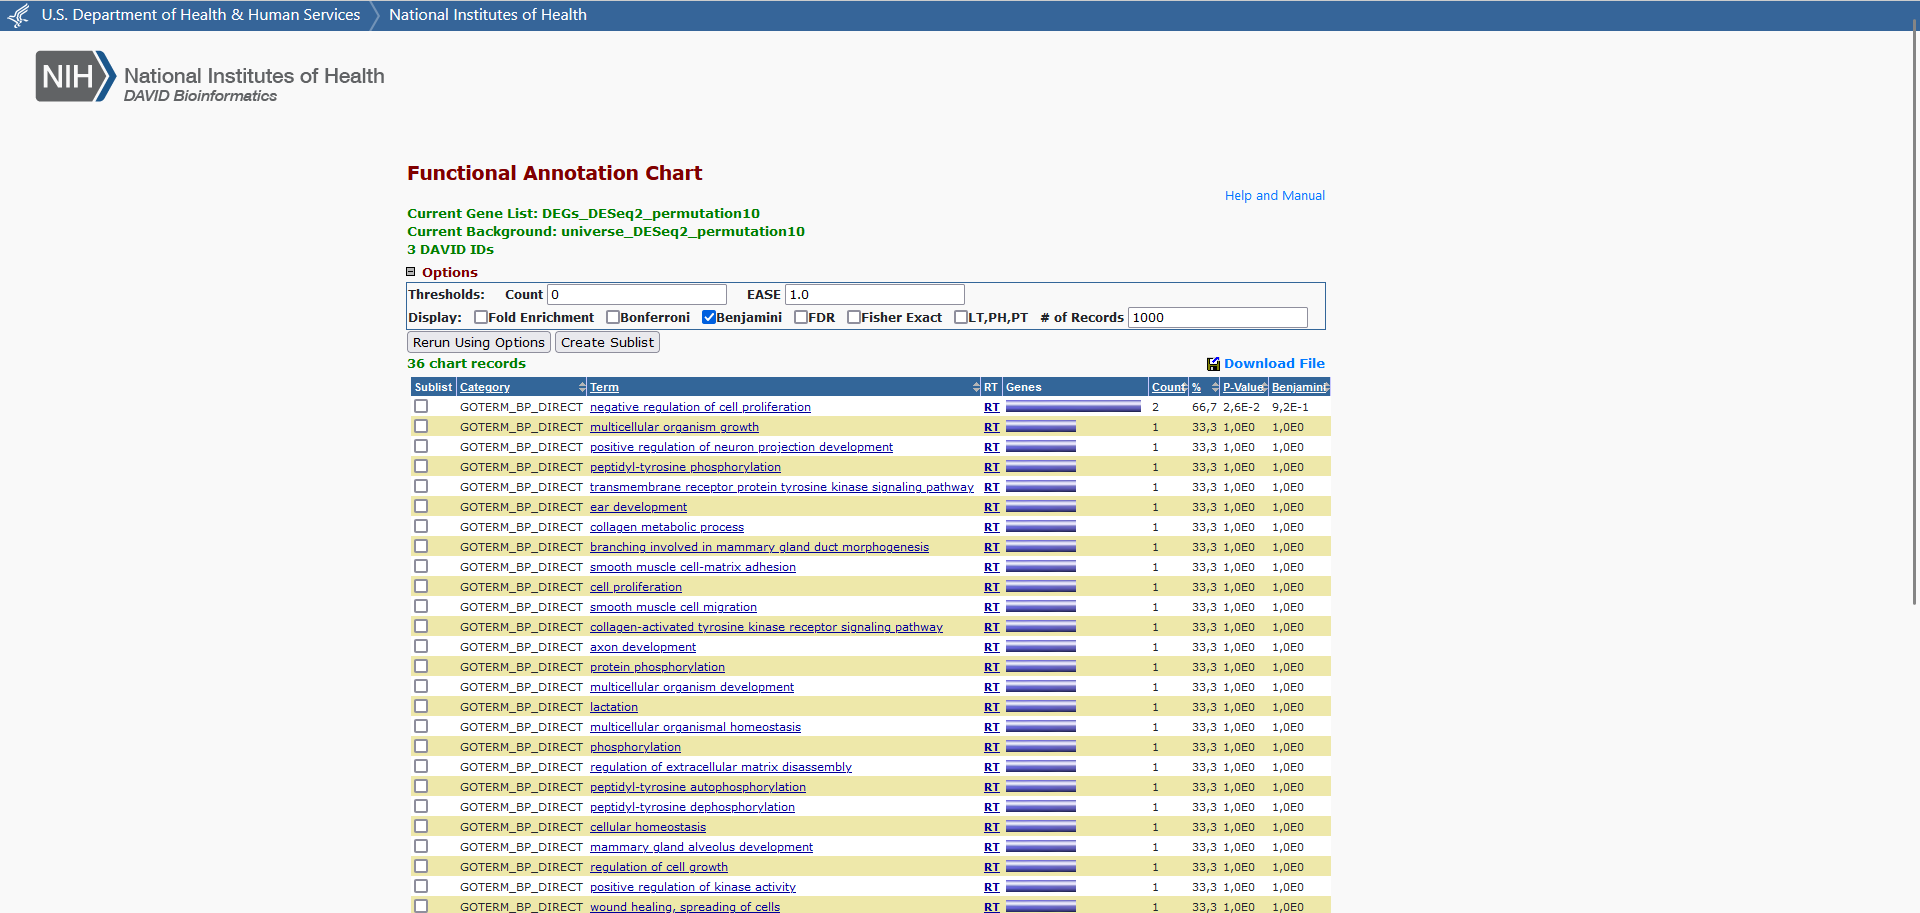 U.S. Department of Health & Human Services National Institutes of Health
NIH National Institutes of Health
DAVID Bioinformatics
Functional Annotation Chart
Help and Manual
Current Gene List: DEGs_DESeq2_permutation10
Current Background: universe_DESeq2_permutation10
3 DAVID IDs
Options
Thresholds: Count 0 EASE 1.0
Display: Fold Enrichment Bonferroni Benjamini FDR Fisher Exact LT,PH,PT # of Records 1000
Rerun Using Options Create Sublist
36 chart records Download File
Sublist Category Term RT Genes Count % P-Value Benjamini
GOTERM_BP_DIRECT negative regulation of cell proliferation RT 2 66,7 2,6E-2 9,2E-1
GOTERM_BP_DIRECT multicellular organism growth RT 1 33,3 1,0E0 1,0E0
GOTERM_BP_DIRECT positive regulation of neuron projection development RT 1 33,3 1,0E0 1,0E0
GOTERM_BP_DIRECT peptidyl-tyrosine phosphorylation RT 1 33,3 1,0E0 1,0E0
GOTERM_BP_DIRECT transmembrane receptor protein tyrosine kinase signaling pathway RT 1 33,3 1,0E0 1,0E0
GOTERM_BP_DIRECT ear development RT 1 33,3 1,0E0 1,0E0
GOTERM_BP_DIRECT collagen metabolic process RT 1 33,3 1,0E0 1,0E0
GOTERM_BP_DIRECT branching involved in mammary gland duct morphogenesis RT 1 33,3 1,0E0 1,0E0
GOTERM_BP_DIRECT smooth muscle cell-matrix adhesion RT 1 33,3 1,0E0 1,0E0
GOTERM_BP_DIRECT cell proliferation RT 1 33,3 1,0E0 1,0E0
GOTERM_BP_DIRECT smooth muscle cell migration RT 1 33,3 1,0E0 1,0E0
GOTERM_BP_DIRECT collagen-activated tyrosine kinase receptor signaling pathway RT 1 33,3 1,0E0 1,0E0
GOTERM_BP_DIRECT axon development RT 1 33,3 1,0E0 1,0E0
GOTERM_BP_DIRECT protein phosphorylation RT 1 33,3 1,0E0 1,0E0
GOTERM_BP_DIRECT multicellular organism development RT 1 33,3 1,0E0 1,0E0
GOTERM_BP_DIRECT lactation RT 1 33,3 1,0E0 1,0E0
GOTERM_BP_DIRECT multicellular organismal homeostasis RT 1 33,3 1,0E0 1,0E0
GOTERM_BP_DIRECT phosphorylation RT 1 33,3 1,0E0 1,0E0
GOTERM_BP_DIRECT regulation of extracellular matrix disassembly RT 1 33,3 1,0E0 1,0E0
GOTERM_BP_DIRECT peptidyl-tyrosine autophosphorylation RT 1 33,3 1,0E0 1,0E0
GOTERM_BP_DIRECT peptidyl-tyrosine dephosphorylation RT 1 33,3 1,0E0 1,0E0
GOTERM_BP_DIRECT cellular homeostasis RT 1 33,3 1,0E0 1,0E0
GOTERM_BP_DIRECT mammary gland alveolus development RT 1 33,3 1,0E0 1,0E0
GOTERM_BP_DIRECT regulation of cell growth RT 1 33,3 1,0E0 1,0E0
GOTERM_BP_DIRECT positive regulation of kinase activity RT 1 33,3 1,0E0 1,0E0
GOTERM_BP_DIRECT wound healing, spreading of cells RT 1 33,3 1,0E0 1,0E0